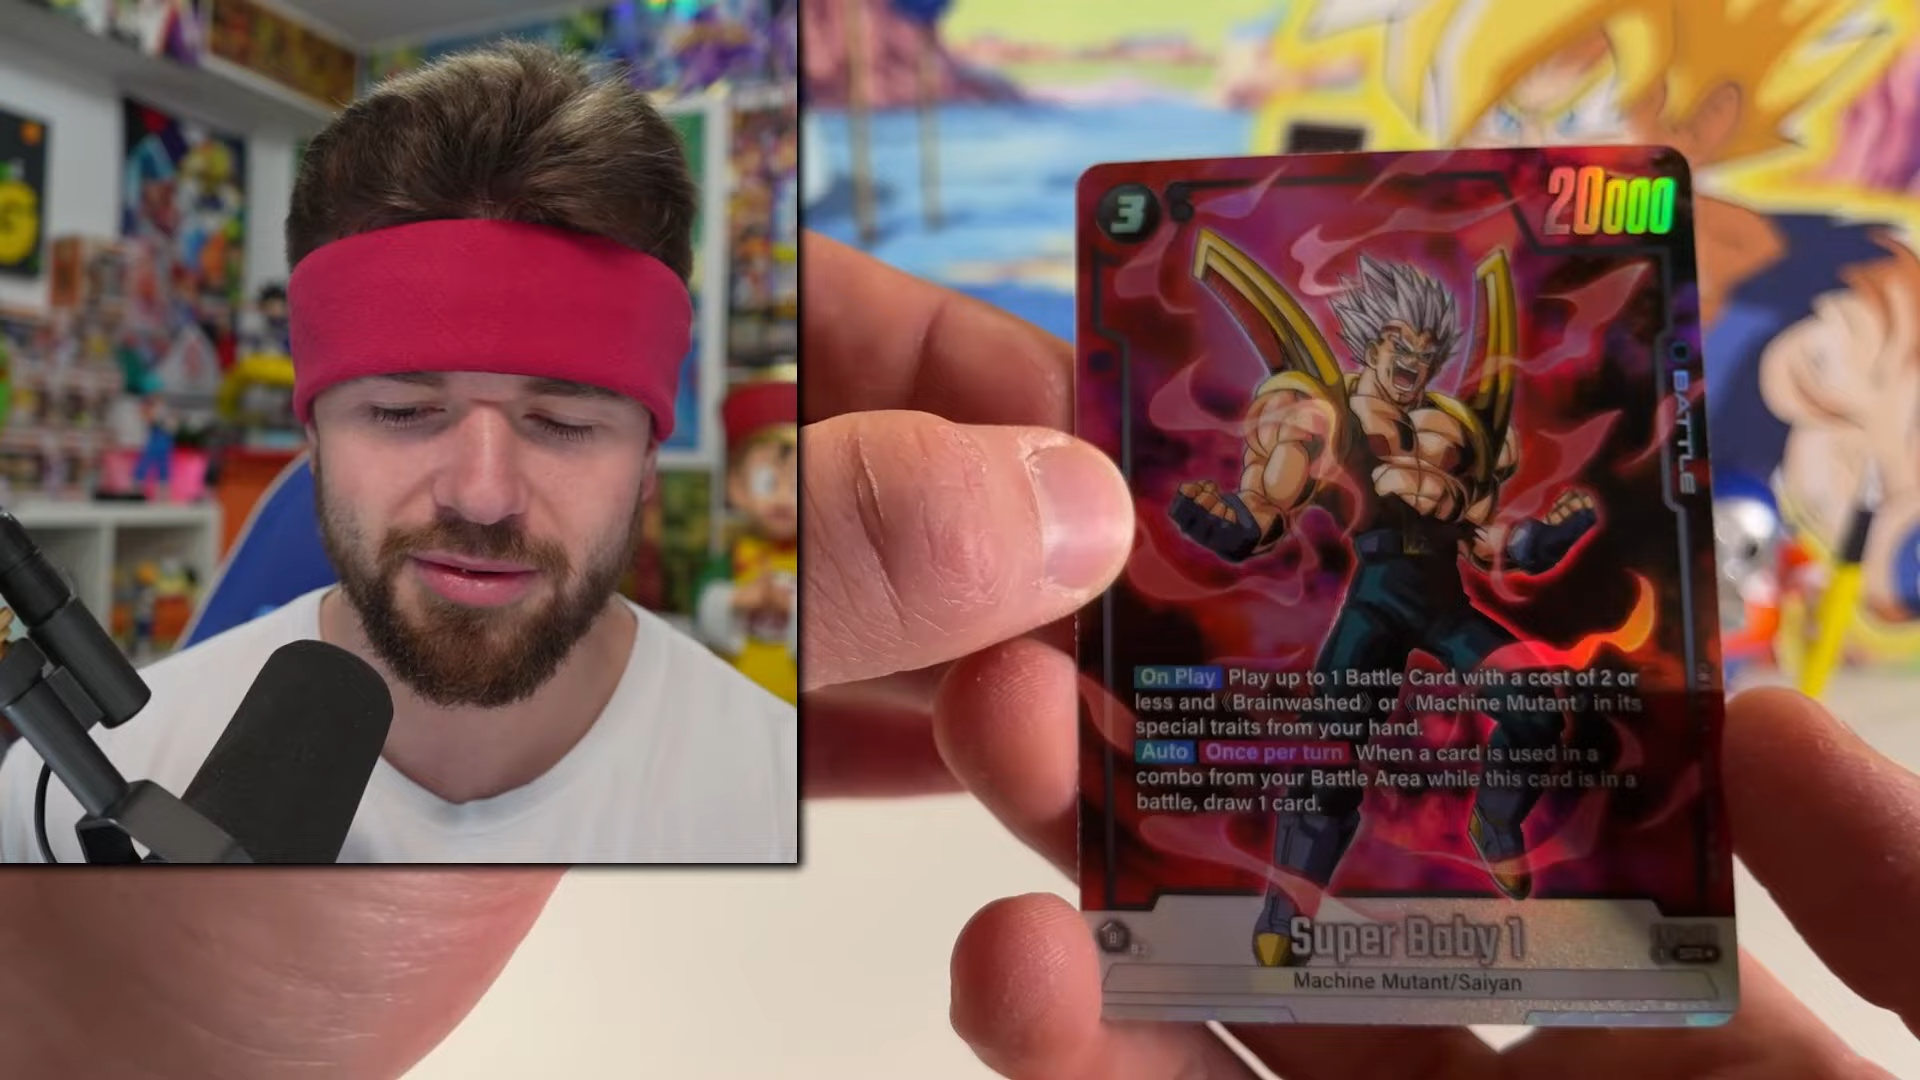 3
20000
BATTLE
On Play Play up to 1 Battle Card with a cost of 2 or
less and《Brainwashed》or《Machine Mutant》in its
special traits from your hand.
Auto Once per turn When a card is used in a
combo from your Battle Area while this card is in a
battle, draw 1 card.
Super Baby 1
Machine Mutant/Saiyan